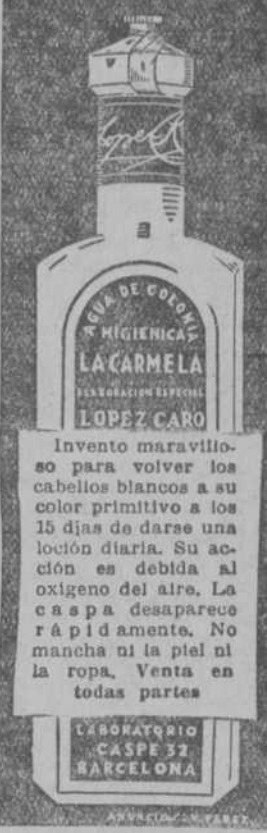 Lopez
AGUA DE COLONIA
HIGIENICA
LA CARMELA
ELABORACION ESPECIAL
LOPEZ CARO
Invento maravillo-
so para volver los
cabellos blancos a su
color primitivo a los
15 días de darse una
loción diaria. Su ac-
ción es debida al
oxígeno del aire. La
caspa desaparece
rápidamente. No
mancha ni la piel ni
la ropa. Venta en
todas partes
LABORATORIO
CASPE 32
BARCELONA
ANUNCIOS V. PEREZ